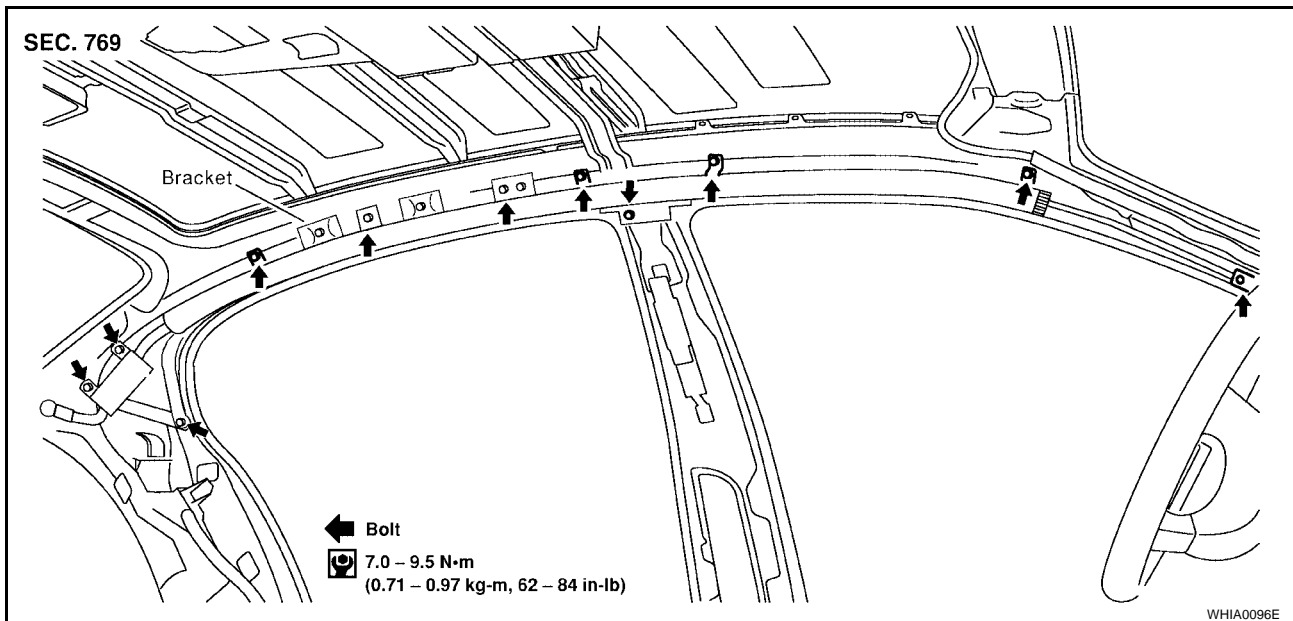 SEC. 769
Bracket
Bolt
7.0 – 9.5 N•m
(0.71 – 0.97 kg-m, 62 – 84 in-lb)
WHIA0096E